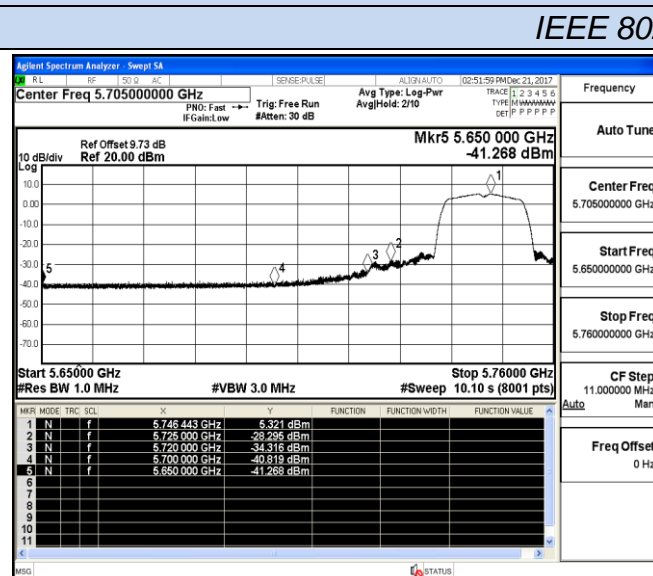 IEEE 80
Agilent Spectrum Analyzer - Swept SA
RL RF 50 Ω AC SENSE:PULSE ALIGN AUTO 02:51:59 PM Dec 21, 2017
Center Freq 5.705000000 GHz
PNO: Fast
IFGain:Low
Trig: Free Run
#Atten: 30 dB
Avg Type: Log-Pwr
Avg|Hold: 2/10
TRACE 1 2 3 4 5 6
TYPE M
DET P P P P P P
Ref Offset 9.73 dB
10 dB/div Ref 20.00 dBm
Mkr5 5.650 000 GHz
-41.268 dBm
Log
10.0
0.00
-10.0
-20.0
-30.0
-40.0
-50.0
-60.0
-70.0
1
2
3
4
5
Start 5.65000 GHz Stop 5.76000 GHz
#Res BW 1.0 MHz #VBW 3.0 MHz #Sweep 10.10 s (8001 pts)
MKR MODE TRC SCL X Y FUNCTION FUNCTION WIDTH FUNCTION VALUE
1 N f 5.746 443 GHz 5.321 dBm
2 N f 5.725 000 GHz -28.295 dBm
3 N f 5.720 000 GHz -34.316 dBm
4 N f 5.700 000 GHz -40.819 dBm
5 N f 5.650 000 GHz -41.268 dBm
6
7
8
9
10
11
MSG STATUS
Frequency
Auto Tune
Center Freq
5.705000000 GHz
Start Freq
5.650000000 GHz
Stop Freq
5.760000000 GHz
CF Step
11.000000 MHz
Auto Man
Freq Offset
0 Hz